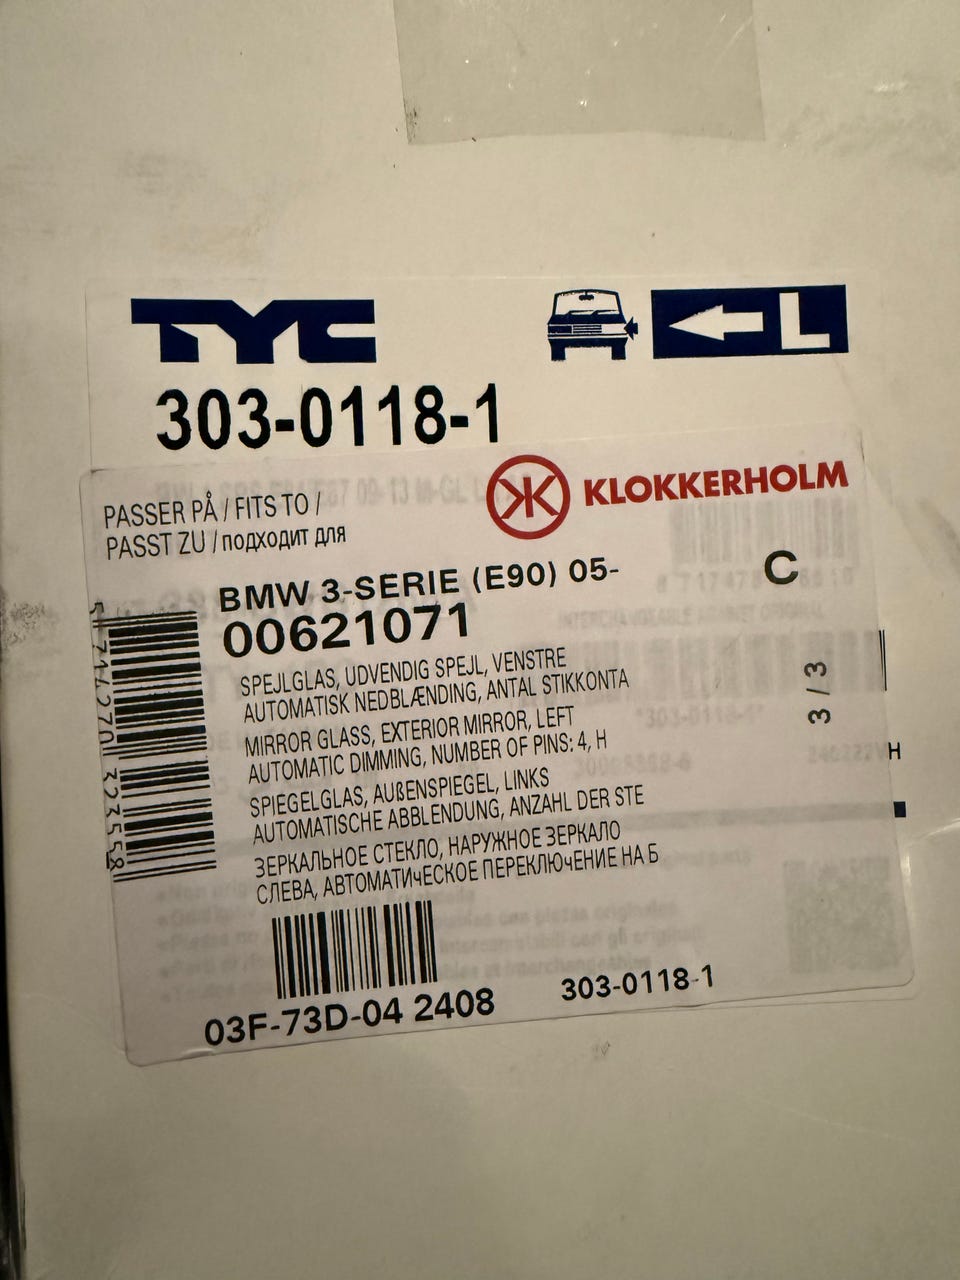 TYC
L
303-0118-1
KLOKKERHOLM
PASSER PÅ / FITS TO /
PASST ZU / подходит для
BMW 3-SERIE (E90) 05-
C
00621071
SPEJLGLAS, UDVENDIG SPEJL, VENSTRE
AUTOMATISK NEDBLÆNDING, ANTAL STIKKONTA
MIRROR GLASS, EXTERIOR MIRROR, LEFT
AUTOMATIC DIMMING, NUMBER OF PINS: 4, H
SPIEGELGLAS, AUßENSPIEGEL, LINKS
AUTOMATISCHE ABBLENDUNG, ANZAHL DER STE
ЗЕРКАЛЬНОЕ СТЕКЛО, НАРУЖНОЕ ЗЕРКАЛО
СЛЕВА, АВТОМАТИчЕСКОЕ ПЕРЕКЛЮчЕНИЕ НА Б
3 / 3
H
5 714270 323558
03F-73D-04 2408
303-0118-1